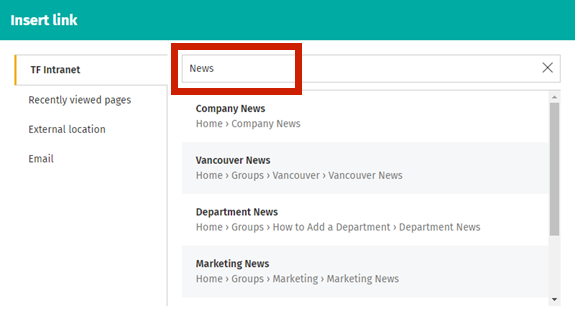 Insert link
TF Intranet
Recently viewed pages
External location
Email
News
Company News
Home › Company News
Vancouver News
Home › Groups › Vancouver › Vancouver News
Department News
Home › Groups › How to Add a Department › Department News
Marketing News
Home › Groups › Marketing › Marketing News